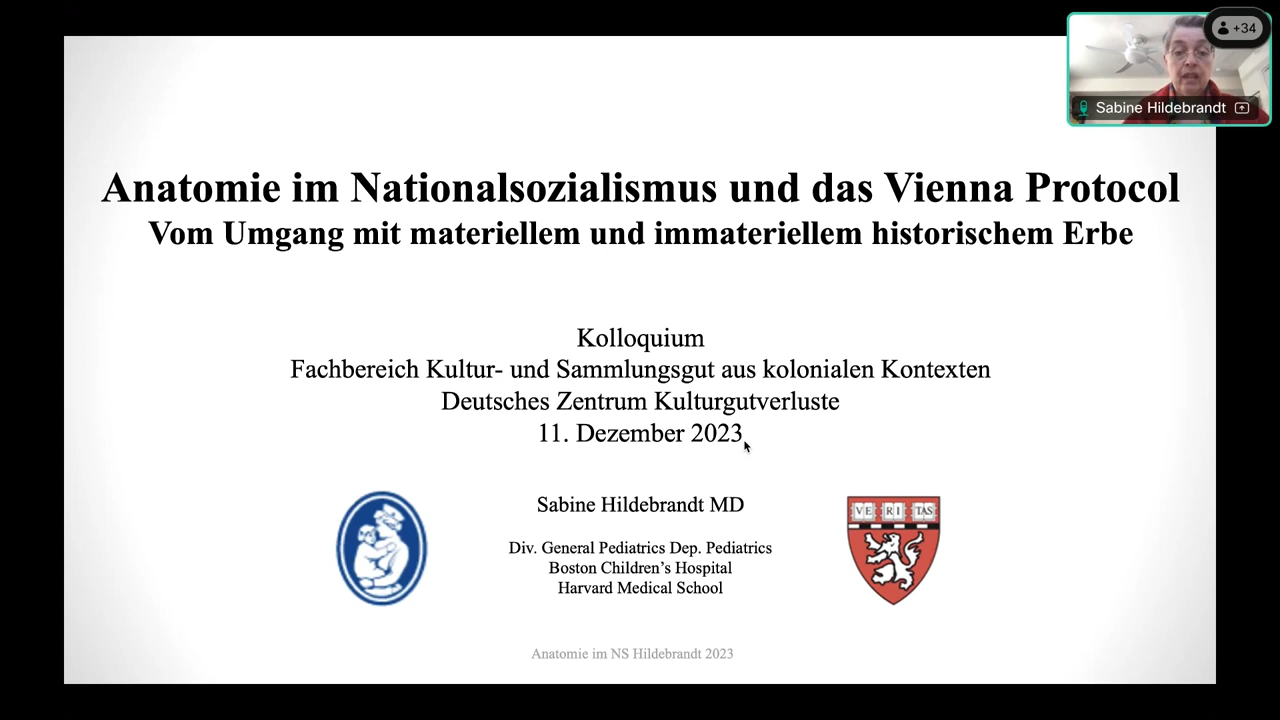 +34
Sabine Hildebrandt
Anatomie im Nationalsozialismus und das Vienna Protocol
Vom Umgang mit materiellem und immateriellem historischem Erbe
Kolloquium
Fachbereich Kultur- und Sammlungsgut aus kolonialen Kontexten
Deutsches Zentrum Kulturgutverluste
11. Dezember 2023
Sabine Hildebrandt MD
Div. General Pediatrics Dep. Pediatrics
Boston Children’s Hospital
Harvard Medical School
VE RI TAS
Anatomie im NS Hildebrandt 2023